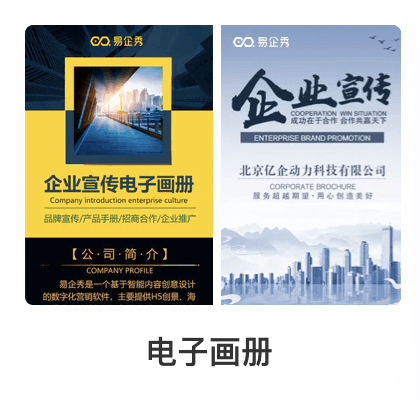 易企秀
企业宣传电子画册
Company introduction enterprise culture
品牌宣传/产品手册/招商合作/企业推广
【公·司·简·介】
COMPANY PROFILE
易企秀是一个基于智能内容创意设计
的数字化营销软件，主要提供H5创景、海
易企秀
企业宣传
COOPERATION WIN SITUATION
成功在于合作 合作共赢天下
ENTERPRISE BRAND PROMOTION
北京亿企动力科技有限公司
CORPORATE BROCHURE
服务超越期望·用心创造美好
电子画册